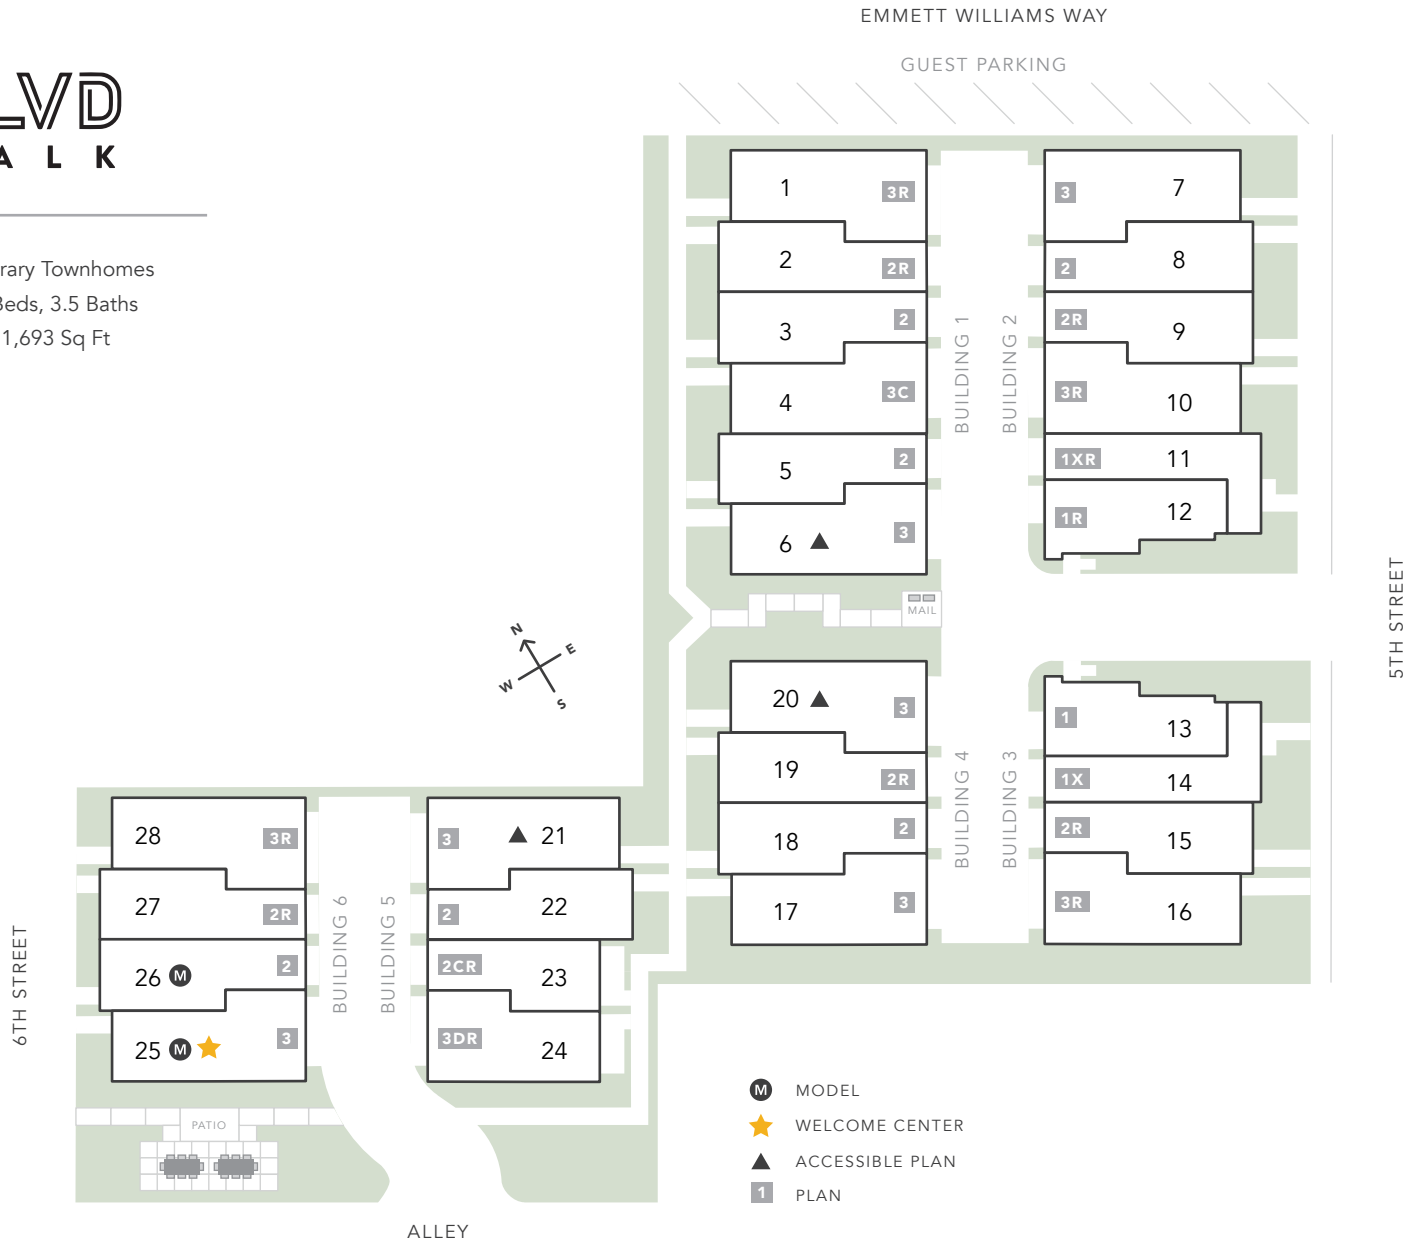 EMMETT WILLIAMS WAY
GUEST PARKING
LVD
ALK
rary Townhomes
Beds, 3.5 Baths
1,693 Sq Ft
1 3R
2 2R
3 2
4 3C
5 2
6 3
BUILDING 1
BUILDING 2
3 7
2 8
2R 9
3R 10
1XR 11
1R 12
MAIL
5TH STREET
N
E
W
S
20 3
19 2R
18 2
17 3
BUILDING 4
BUILDING 3
1 13
1X 14
2R 15
3R 16
28 3R
27 2R
26 M 2
25 M 3
BUILDING 6
BUILDING 5
3 21
2 22
2CR 23
3DR 24
6TH STREET
PATIO
M MODEL
WELCOME CENTER
ACCESSIBLE PLAN
1 PLAN
ALLEY